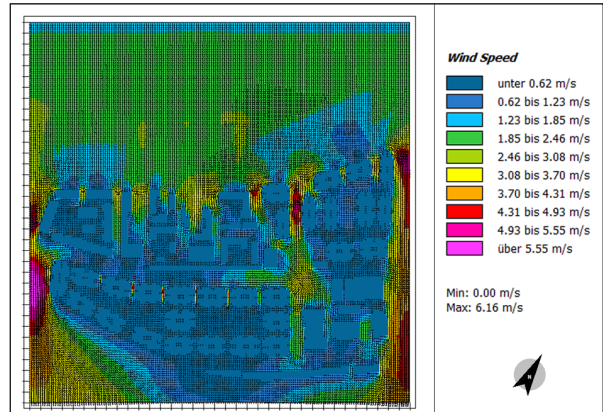 Wind Speed
unter 0.62 m/s
0.62 bis 1.23 m/s
1.23 bis 1.85 m/s
1.85 bis 2.46 m/s
2.46 bis 3.08 m/s
3.08 bis 3.70 m/s
3.70 bis 4.31 m/s
4.31 bis 4.93 m/s
4.93 bis 5.55 m/s
über 5.55 m/s
Min: 0.00 m/s
Max: 6.16 m/s
N